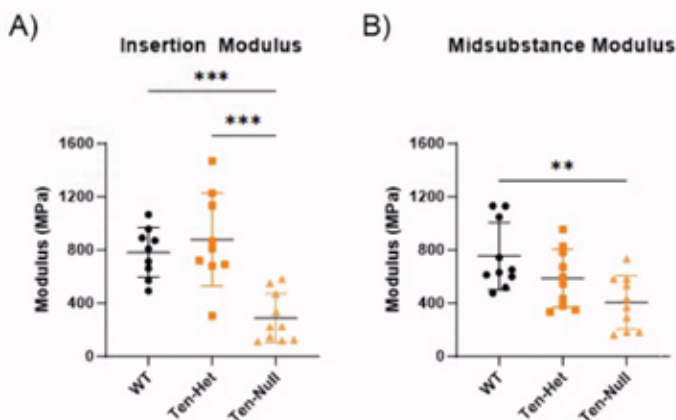 A)
Insertion Modulus
***
***
Modulus (MPa)
1600
1200
800
400
0
WT
Ten-Het
Ten-Null
B)
Midsubstance Modulus
**
Modulus (MPa)
1600
1200
800
400
0
WT
Ten-Het
Ten-Null